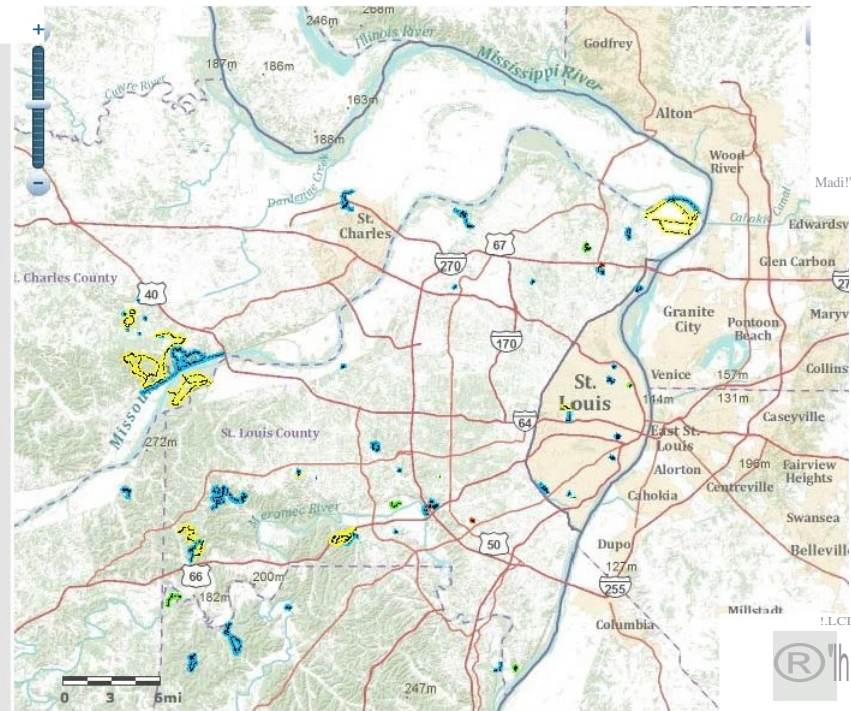 246m
268m
Illinois River
Godfrey
187m
186m
Mississippi River
Cuivre River
163m
Alton
188m
Wood
River
Dardenne Creek
Madi!'
St.
Charles
Cahokia Canal
Edwardsv
67
270
Glen Carbon
. Charles County
27
40
Granite
City
Pontoon
Beach
Maryv
170
Venice
157m
Collins
St.
Louis
144m
131m
Missou
64
Caseyville
St. Louis County
East St.
Louis
272m
Alorton
196m
Fairview
Heights
Centreville
Cahokia
Meramec River
Swansea
50
Dupo
Bellevill
66
200m
127m
182m
255
Millstadt
Columbia
!.LCI
247m
®"h
0 3 6mi